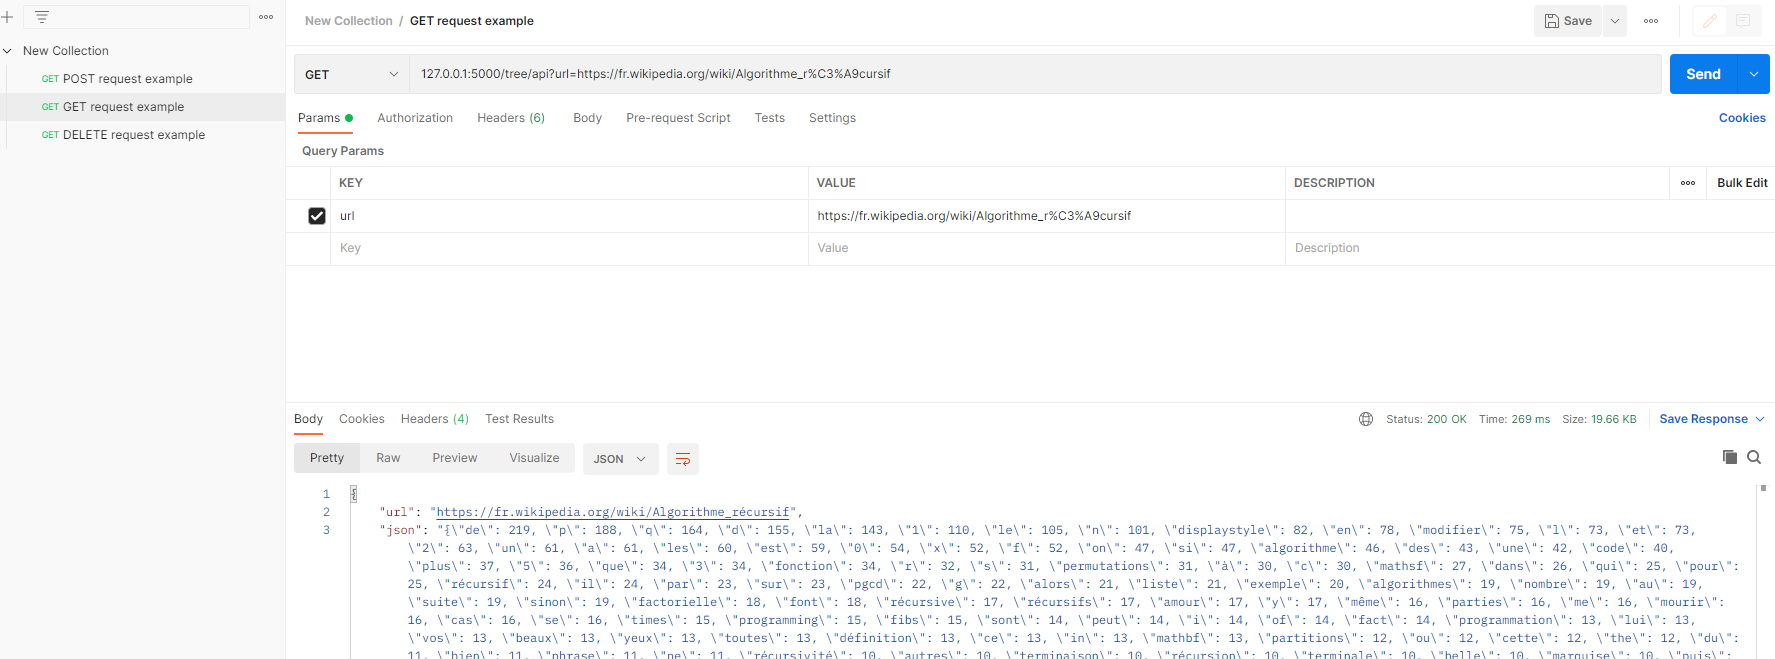 New Collection / GET request example
Save
New Collection
GET POST request example
GET GET request example
GET DELETE request example
GET
127.0.0.1:5000/tree/api?url=https://fr.wikipedia.org/wiki/Algorithme_r%C3%A9cursif
Send
Params Authorization Headers (6) Body Pre-request Script Tests Settings Cookies
Query Params
KEY VALUE DESCRIPTION Bulk Edit
url https://fr.wikipedia.org/wiki/Algorithme_r%C3%A9cursif
Key Value Description
Body Cookies Headers (4) Test Results Status: 200 OK Time: 269 ms Size: 19.66 KB Save Response
Pretty Raw Preview Visualize JSON
1 {
2 "url": "https://fr.wikipedia.org/wiki/Algorithme_récursif",
3 "json": "{\"de\": 219, \"p\": 188, \"q\": 164, \"d\": 155, \"la\": 143, \"1\": 110, \"le\": 105, \"n\": 101, \"displaystyle\": 82, \"en\": 78, \"modifier\": 75, \"l\": 73, \"et\": 73,
\"2\": 63, \"un\": 61, \"a\": 61, \"les\": 60, \"est\": 59, \"0\": 54, \"x\": 52, \"f\": 52, \"on\": 47, \"si\": 47, \"algorithme\": 46, \"des\": 43, \"une\": 42, \"code\": 40,
\"plus\": 37, \"5\": 36, \"que\": 34, \"3\": 34, \"fonction\": 34, \"r\": 32, \"s\": 31, \"permutations\": 31, \"à\": 30, \"c\": 30, \"mathsf\": 27, \"dans\": 26, \"qui\": 25, \"pour\":
25, \"récursif\": 24, \"il\": 24, \"par\": 23, \"sur\": 23, \"pgcd\": 22, \"g\": 22, \"alors\": 21, \"liste\": 21, \"exemple\": 20, \"algorithmes\": 19, \"nombre\": 19, \"au\": 19,
\"suite\": 19, \"sinon\": 19, \"factorielle\": 18, \"font\": 18, \"récursive\": 17, \"récursifs\": 17, \"amour\": 17, \"y\": 17, \"même\": 16, \"parties\": 16, \"me\": 16, \"mourir\":
16, \"cas\": 16, \"se\": 16, \"times\": 15, \"programming\": 15, \"fibs\": 15, \"sont\": 14, \"peut\": 14, \"i\": 14, \"of\": 14, \"fact\": 14, \"programmation\": 13, \"lui\": 13,
\"vos\": 13, \"beaux\": 13, \"yeux\": 13, \"toutes\": 13, \"définition\": 13, \"ce\": 13, \"in\": 13, \"mathbf\": 13, \"partitions\": 12, \"ou\": 12, \"cette\": 12, \"the\": 12, \"du\":
11, \"bien\": 11, \"phrase\": 11, \"ne\": 11, \"récursivité\": 10, \"autres\": 10, \"terminaison\": 10, \"récursion\": 10, \"terminale\": 10, \"belle\": 10, \"marquise\": 10, \"puis\":